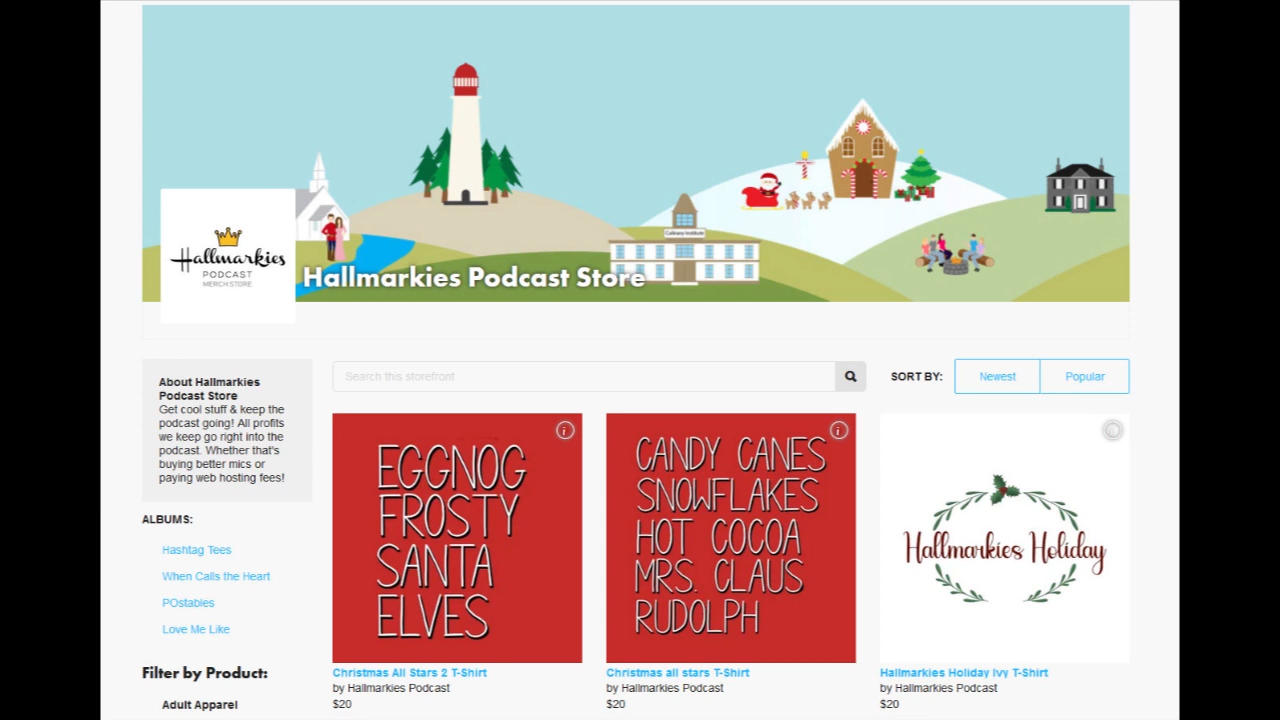 Culinary Institute
Hallmarkies
PODCAST
MERCH STORE
Hallmarkies Podcast Store
About Hallmarkies
Podcast Store
Get cool stuff & keep the
podcast going! All profits
we keep go right into the
podcast. Whether that's
buying better mics or
paying web hosting fees!
ALBUMS:
Hashtag Tees
When Calls the Heart
POstables
Love Me Like
Filter by Product:
Adult Apparel
Search this storefront
SORT BY:
Newest
Popular
EGGNOG
FROSTY
SANTA
ELVES
Christmas All Stars 2 T-Shirt
by Hallmarkies Podcast
$20
CANDY CANES
SNOWFLAKES
HOT COCOA
MRS. CLAUS
RUDOLPH
Christmas all stars T-Shirt
by Hallmarkies Podcast
$20
Hallmarkies Holiday
Hallmarkies Holiday Ivy T-Shirt
by Hallmarkies Podcast
$20